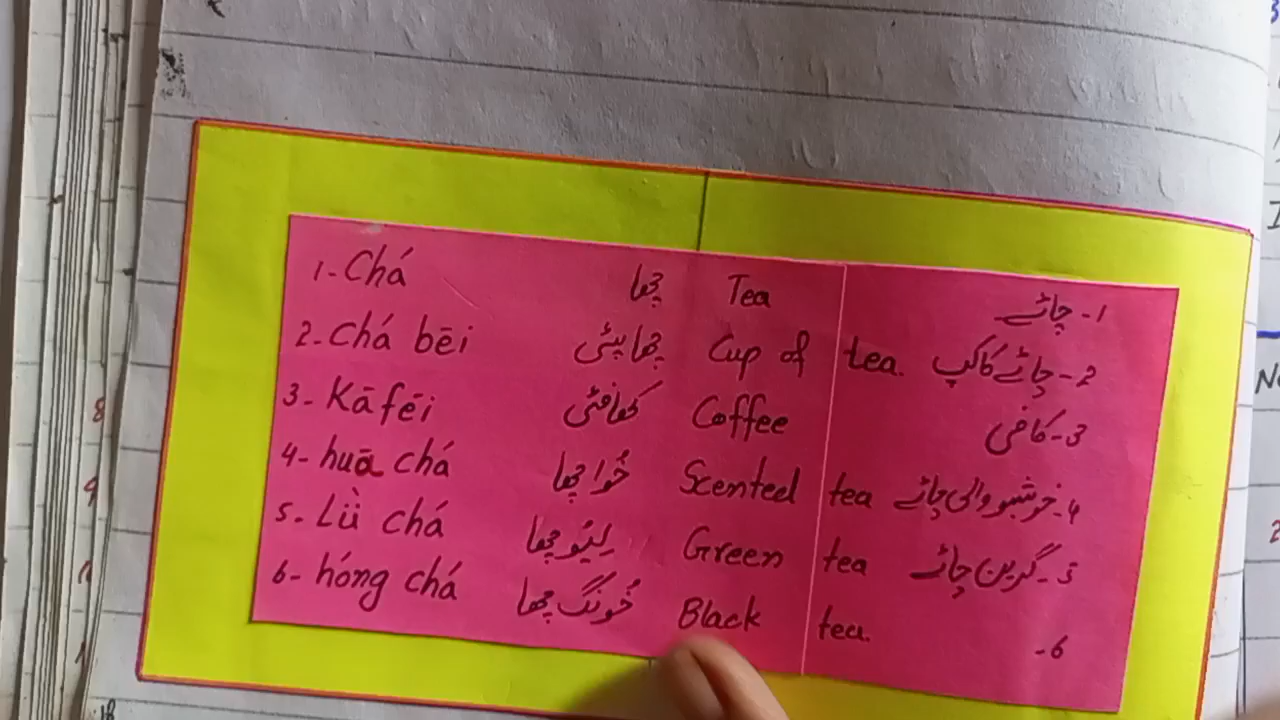 1- Chá چھا Tea 1- چائے
2- Chá bēi چھا بئی Cup of tea. 2- چائے کا کپ
3- Kāfēi کھافئی Coffee 3- کافی
4- huā chá خُوا چھا Scented tea 4- خوشبو والی چائے
5- Lǜ chá لیُو چھا Green tea 5- گرین چائے
6- hóng chá خُونگ چھا Black tea. 6-